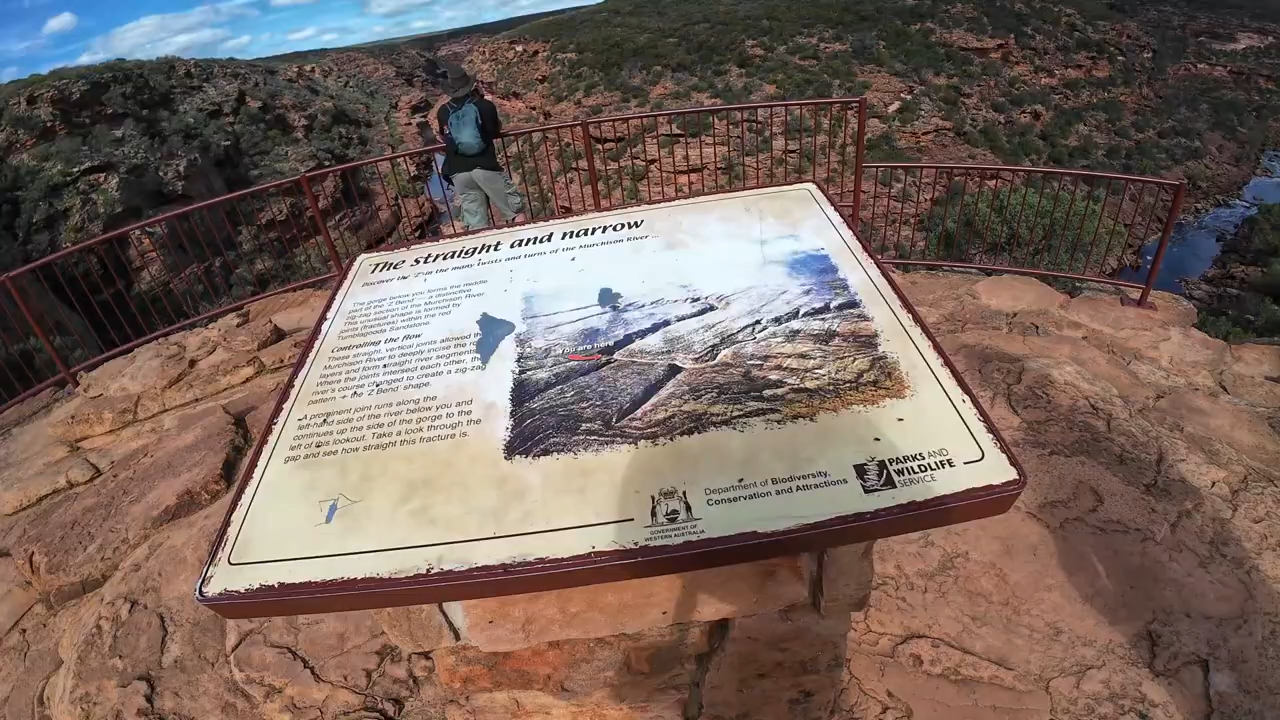 The straight and narrow
Discover the 'Z' in the many twists and turns of the Murchison River ...
The gorge below you forms the middle
part of the 'Z Bend' — a distinctive
zig-zag section of the Murchison River.
This unusual shape is formed by
joints (fractures) within the red
Tumblagooda Sandstone.
Controlling the flow
These straight, vertical joints allowed the
Murchison River to deeply incise the
layers and form straight river segments.
Where the joints intersect each other, the
river's course changed to create a zig-zag
pattern – the 'Z Bend' shape.
A prominent joint runs along the
left-hand side of the river below you and
continues up the side of the gorge to the
left of this lookout. Take a look through the
gap and see how straight this fracture is.
You are here
GOVERNMENT OF
WESTERN AUSTRALIA
Department of Biodiversity,
Conservation and Attractions
PARKS AND
WILDLIFE
SERVICE